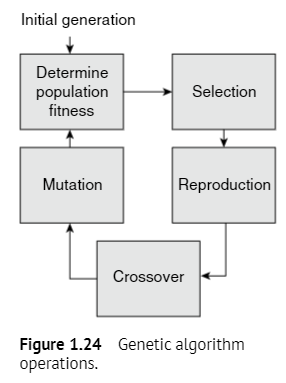 Initial generation
Determine
population
fitness
Selection
Mutation
Reproduction
Crossover
Figure 1.24 Genetic algorithm
operations.